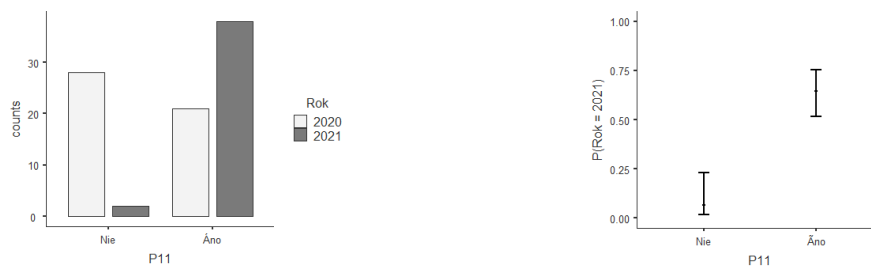 counts
30
20
10
0
Nie
Áno
P11
Rok
2020
2021
P(Rok = 2021)
1.00
0.75
0.50
0.25
0.00
Nie
Ãno
P11